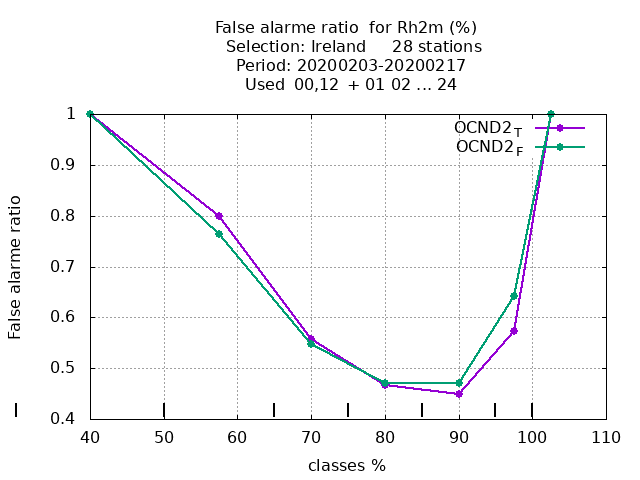 False alarme ratio for Rh2m (%)
Selection: Ireland 28 stations
Period: 20200203-20200217
Used 00,12 + 01 02 ... 24
OCND2T
OCND2F
1
0.9
0.8
0.7
0.6
0.5
0.4
False alarme ratio
40 50 60 70 80 90 100 110
classes %